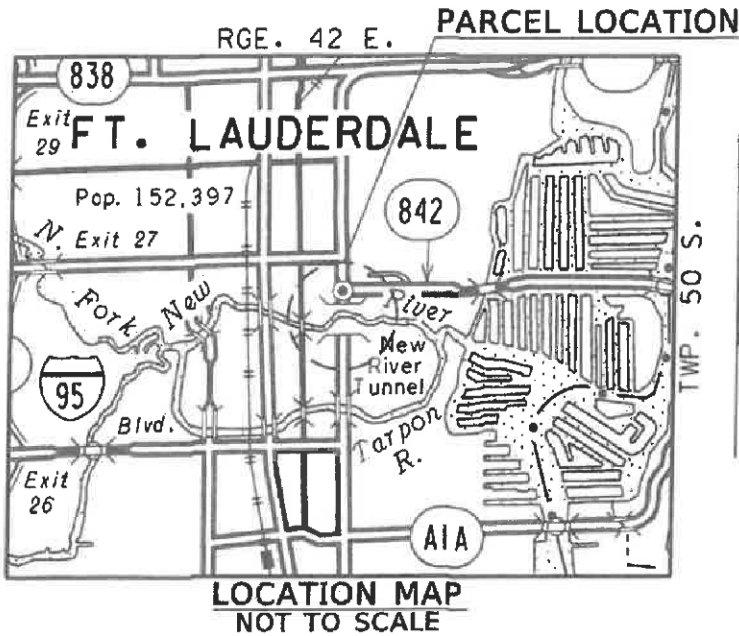 PARCEL LOCATION
RGE. 42 E.
838
Exit 29
FT. LAUDERDALE
Pop. 152,397
842
N. Fork New River
Exit 27
TWP. 50 S.
New
River
Tunnel
95
Blvd.
Tarpon R.
Exit 26
A1A
LOCATION MAP
NOT TO SCALE